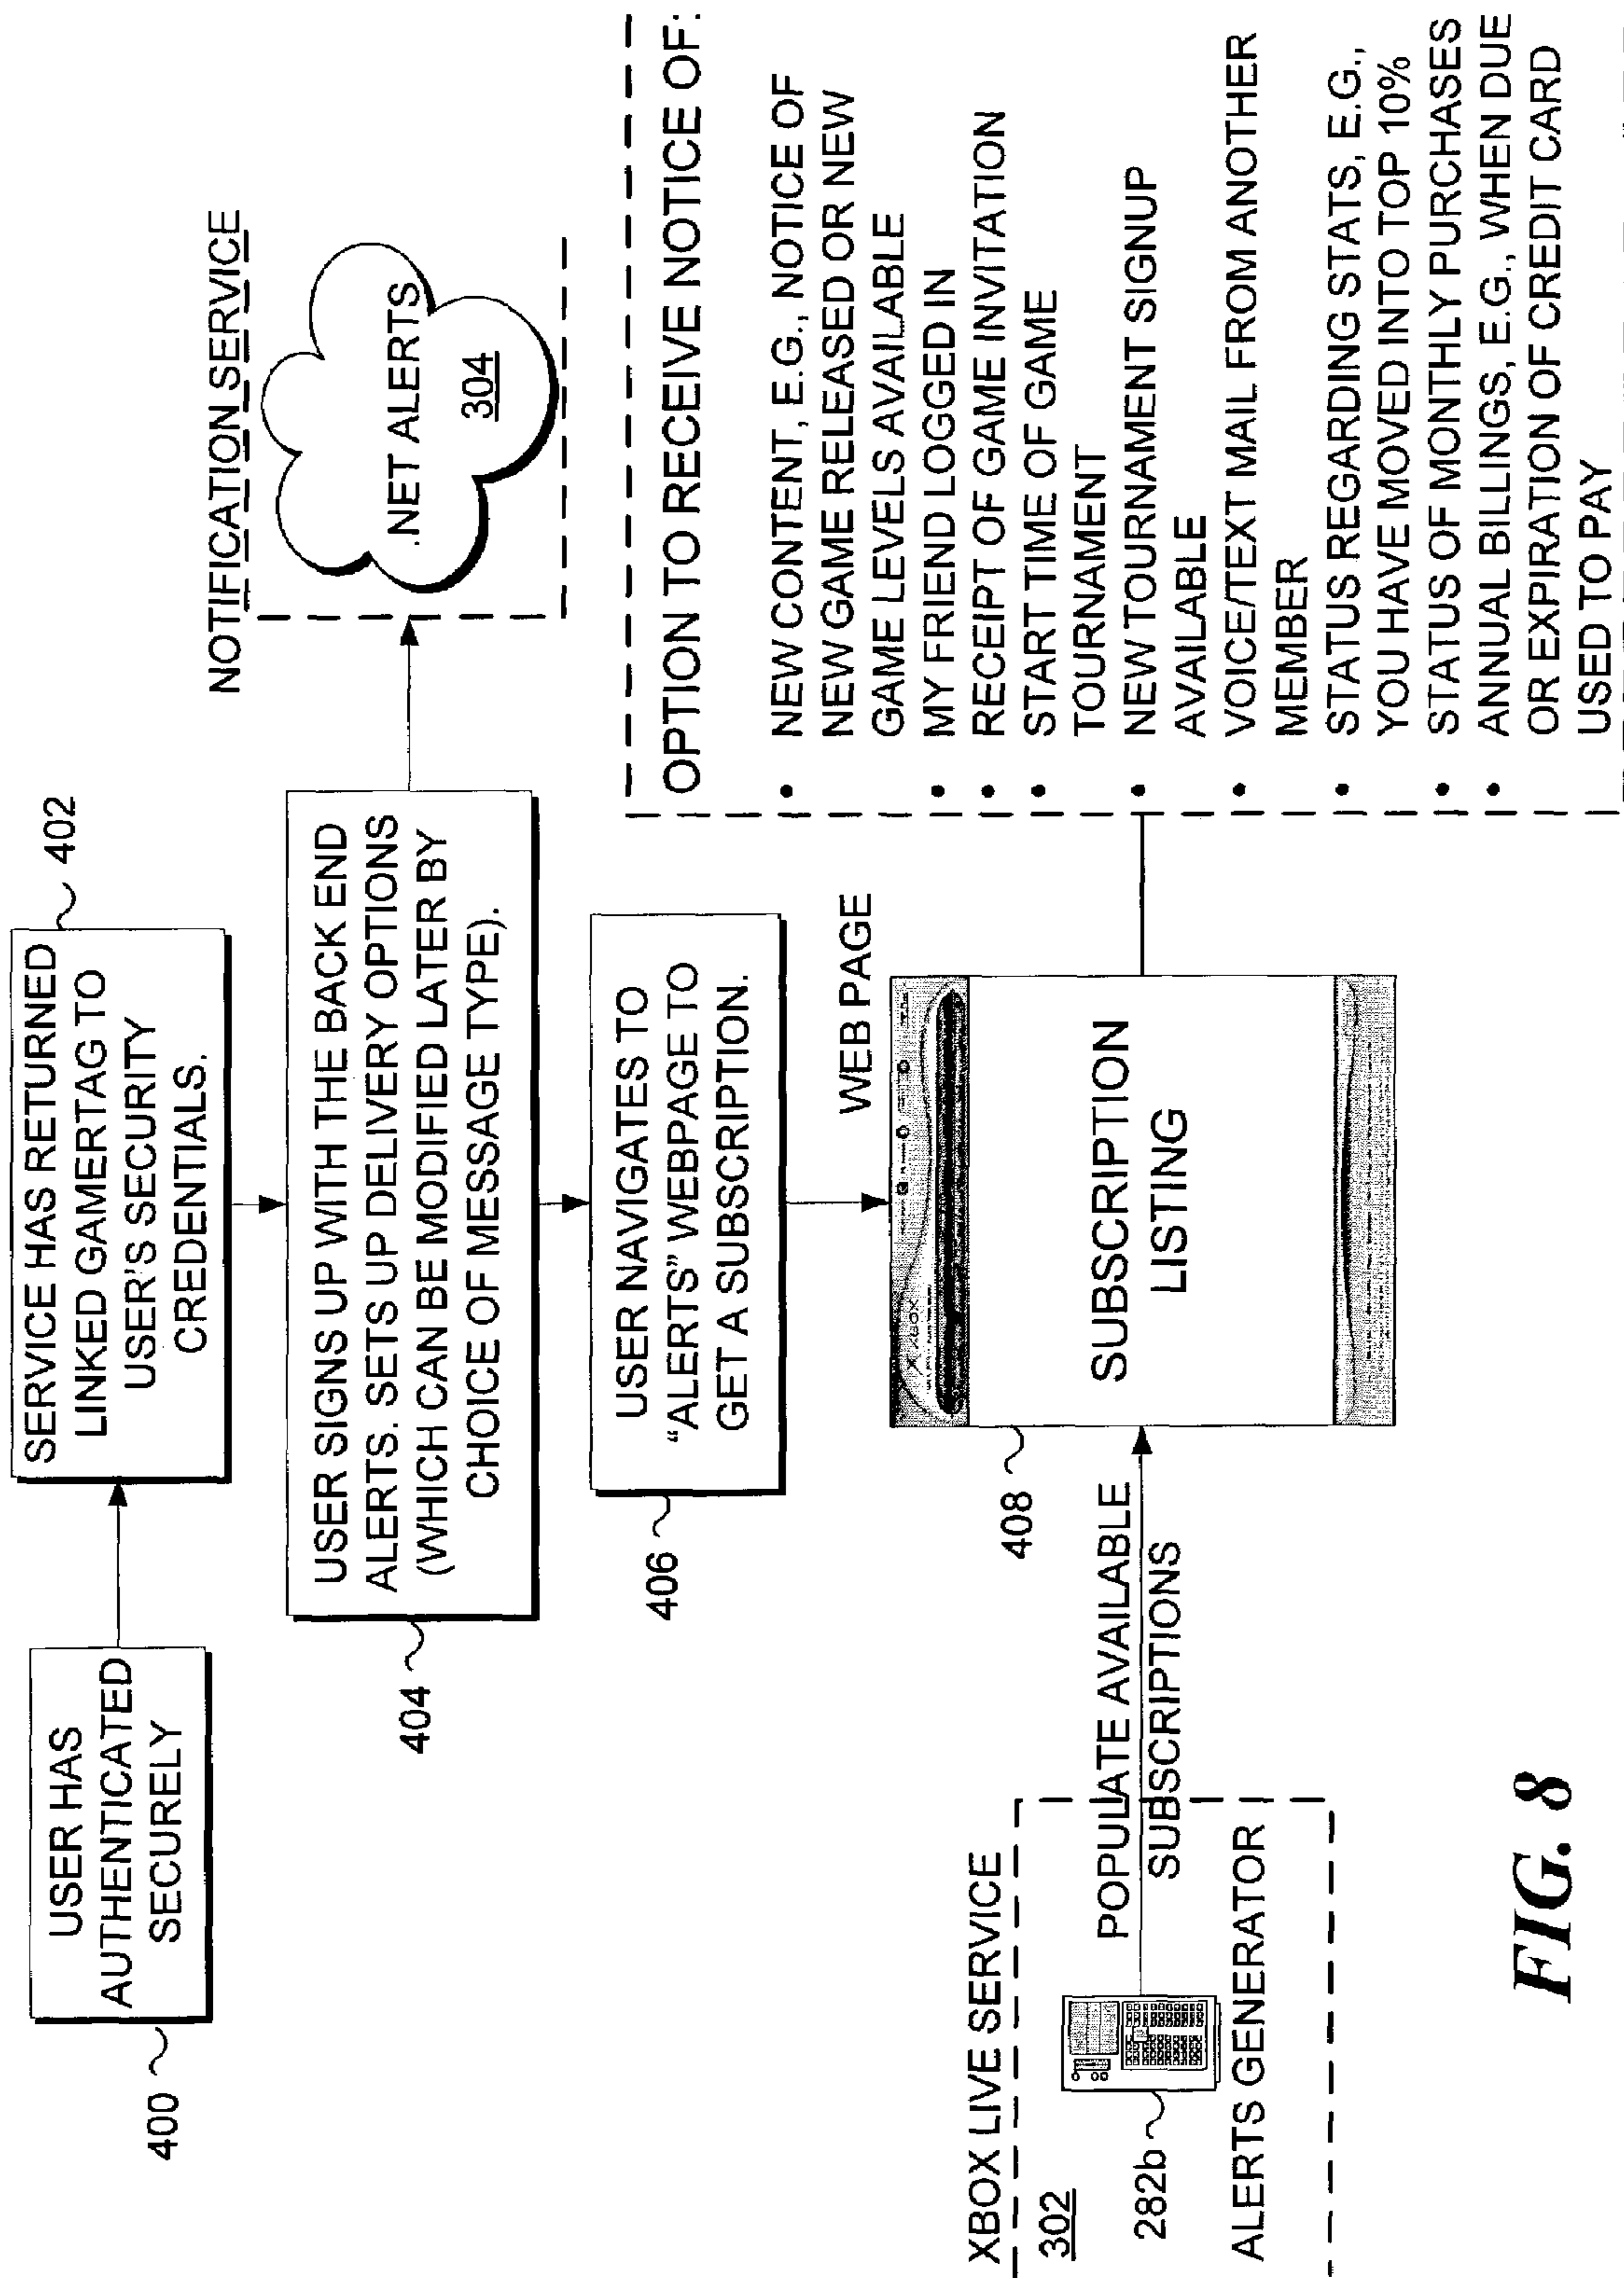 USER HAS
AUTHENTICATED
SECURELY
400
SERVICE HAS RETURNED
LINKED GAMERTAG TO
USER'S SECURITY
CREDENTIALS.
402
USER SIGNS UP WITH THE BACK END
ALERTS. SETS UP DELIVERY OPTIONS
(WHICH CAN BE MODIFIED LATER BY
CHOICE OF MESSAGE TYPE).
404
NOTIFICATION SERVICE
.NET ALERTS
304
USER NAVIGATES TO
“ALERTS” WEBPAGE TO
GET A SUBSCRIPTION.
406
WEB PAGE
XBOX
SUBSCRIPTION
LISTING
408
XBOX LIVE SERVICE
302
282b
ALERTS GENERATOR
POPULATE AVAILABLE
SUBSCRIPTIONS
OPTION TO RECEIVE NOTICE OF:
• NEW CONTENT, E.G., NOTICE OF
NEW GAME RELEASED OR NEW
GAME LEVELS AVAILABLE
• MY FRIEND LOGGED IN
• RECEIPT OF GAME INVITATION
• START TIME OF GAME
TOURNAMENT
• NEW TOURNAMENT SIGNUP
AVAILABLE
• VOICE/TEXT MAIL FROM ANOTHER
MEMBER
• STATUS REGARDING STATS, E.G.,
YOU HAVE MOVED INTO TOP 10%
• STATUS OF MONTHLY PURCHASES
• ANNUAL BILLINGS, E.G., WHEN DUE
OR EXPIRATION OF CREDIT CARD
USED TO PAY
FIG. 8